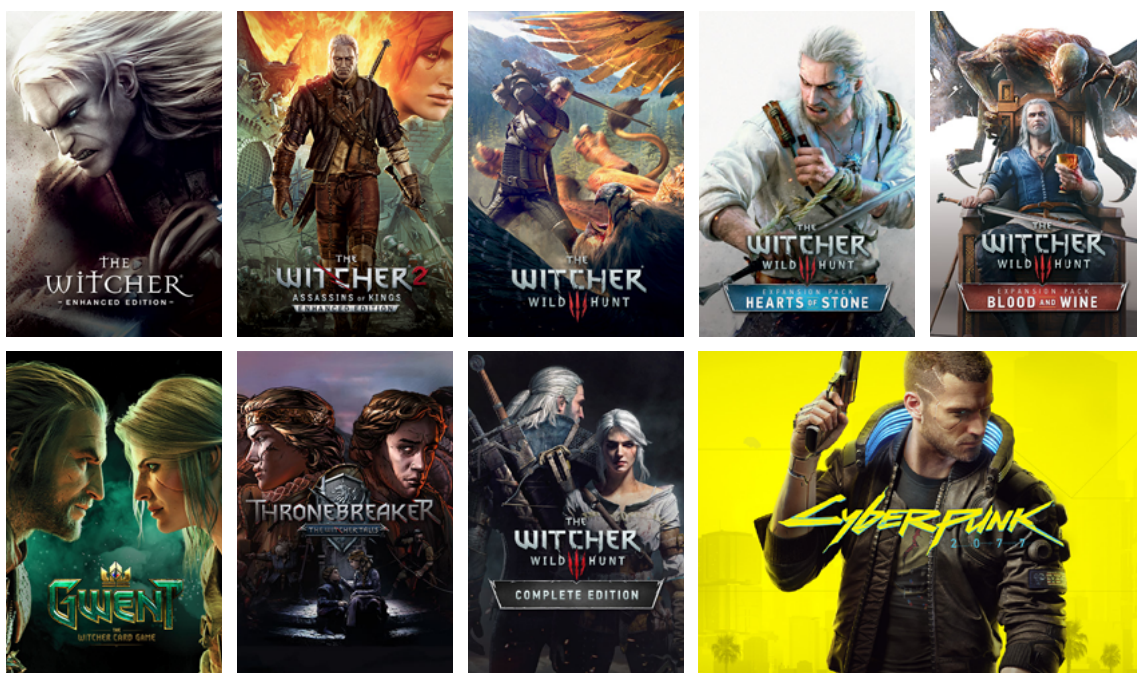 THE
WITCHER
- ENHANCED EDITION -
THE
WITCHER 2
ASSASSINS OF KINGS
ENHANCED EDITION
THE
WITCHER
WILD HUNT
THE
WITCHER
WILD HUNT
EXPANSION PACK
HEARTS OF STONE
THE
WITCHER
WILD HUNT
EXPANSION PACK
BLOOD AND WINE
GWENT
THE
WITCHER CARD GAME
THRONEBREAKER
THE WITCHER TALES
THE
WITCHER
WILD HUNT
COMPLETE EDITION
CYBERPUNK
2077